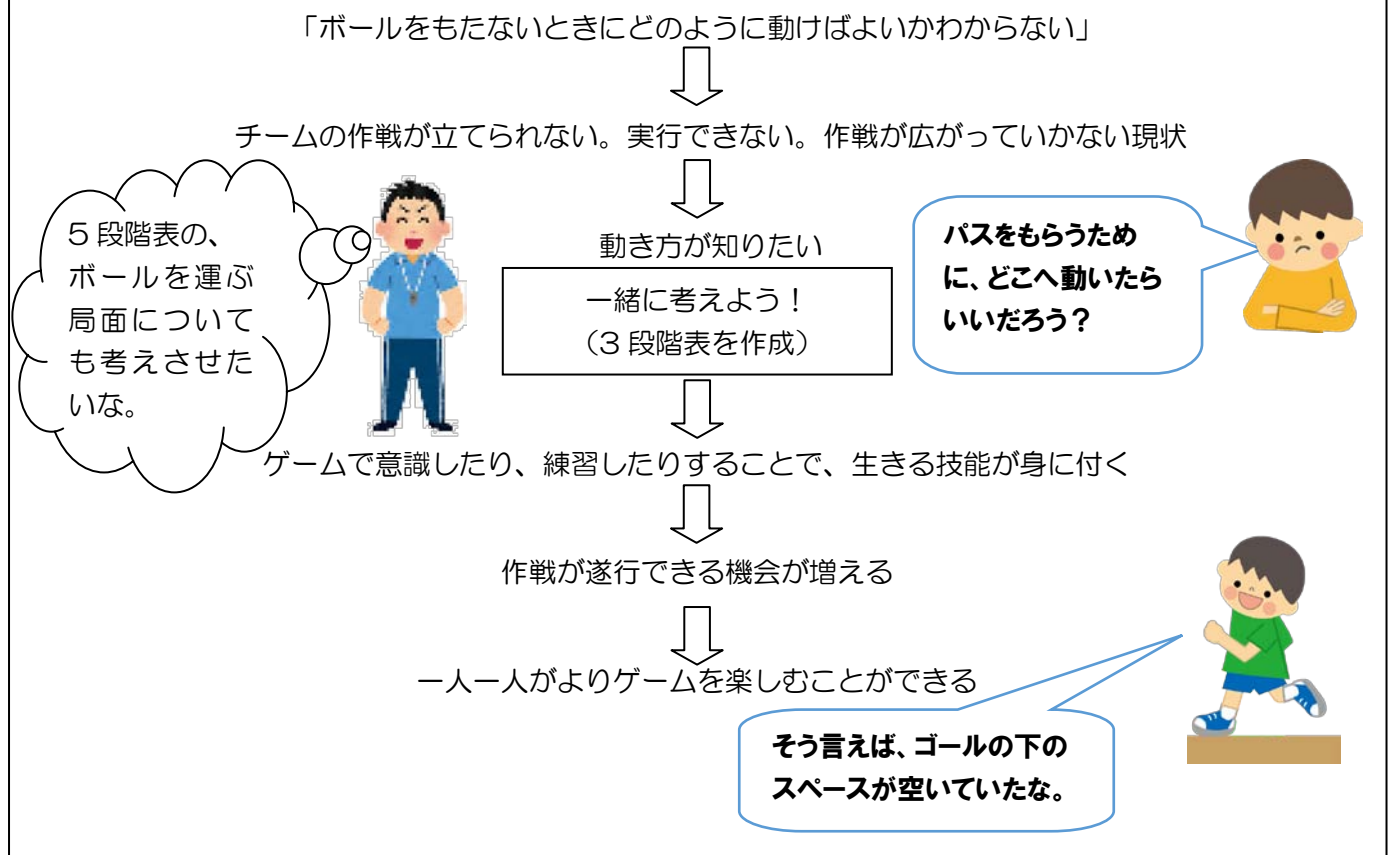 「ボールをもたないときにどのように動けばよいかわからない」
チームの作戦が立てられない。実行できない。作戦が広がっていかない現状
5段階表の、
ボールを運ぶ
局面について
も考えさせた
いな。
動き方が知りたい
一緒に考えよう！
（3段階表を作成）
パスをもらうため
に、どこへ動いたら
いいだろう？
ゲームで意識したり、練習したりすることで、生きる技能が身に付く
作戦が遂行できる機会が増える
一人一人がよりゲームを楽しむことができる
そう言えば、ゴールの下の
スペースが空いていたな。